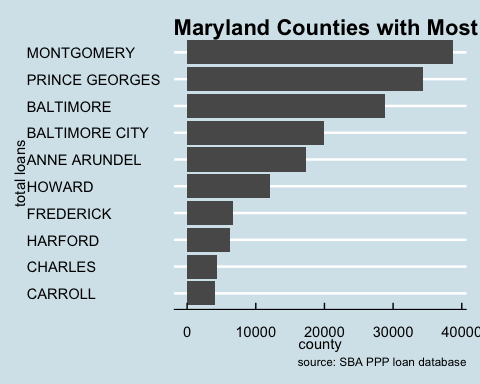 Maryland Counties with Most
MONTGOMERY
PRINCE GEORGES
BALTIMORE
BALTIMORE CITY
ANNE ARUNDEL
HOWARD
FREDERICK
HARFORD
CHARLES
CARROLL
total loans
0 10000 20000 30000 40000
county
source: SBA PPP loan database